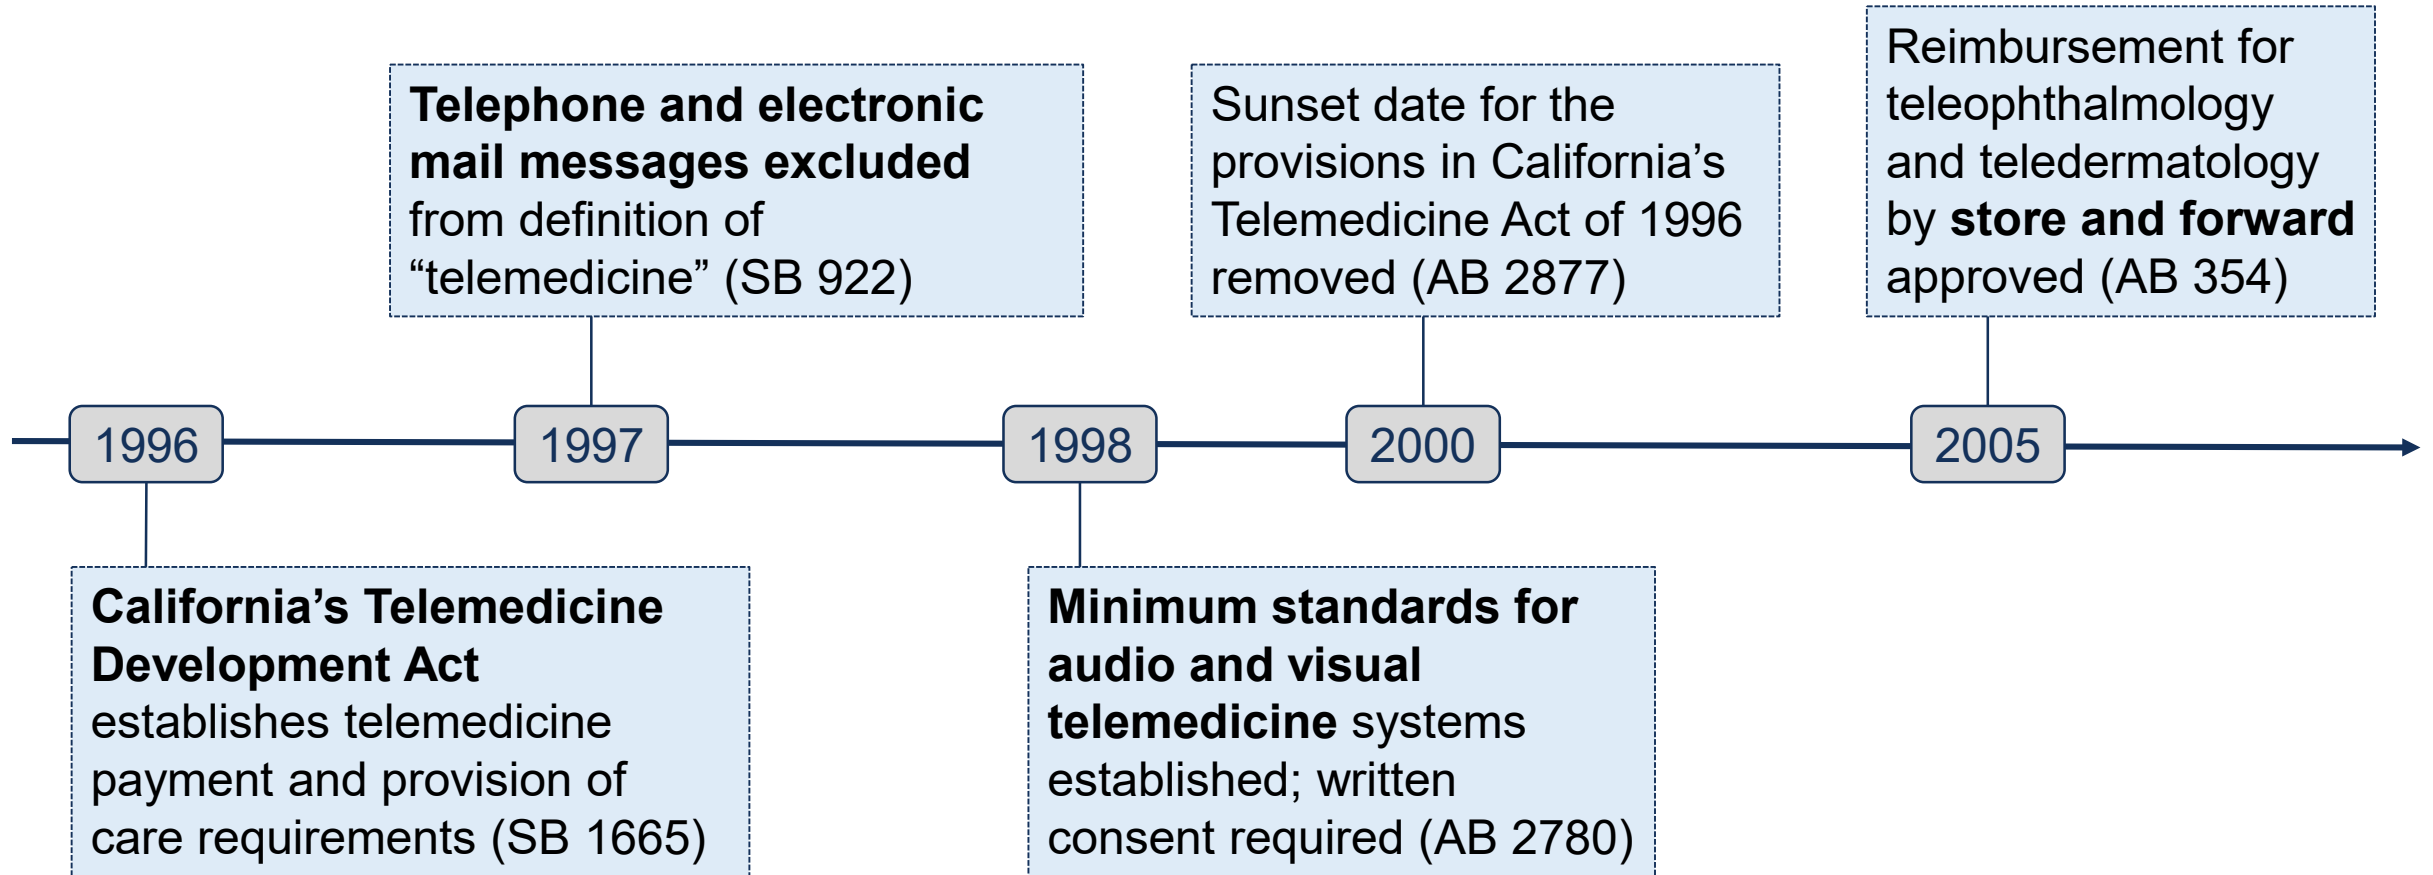 Telephone and electronic
mail messages excluded
from definition of
“telemedicine” (SB 922)
Sunset date for the
provisions in California’s
Telemedicine Act of 1996
removed (AB 2877)
Reimbursement for
teleophthalmology
and teledermatology
by store and forward
approved (AB 354)
1996
1997
1998
2000
2005
California’s Telemedicine
Development Act
establishes telemedicine
payment and provision of
care requirements (SB 1665)
Minimum standards for
audio and visual
telemedicine systems
established; written
consent required (AB 2780)